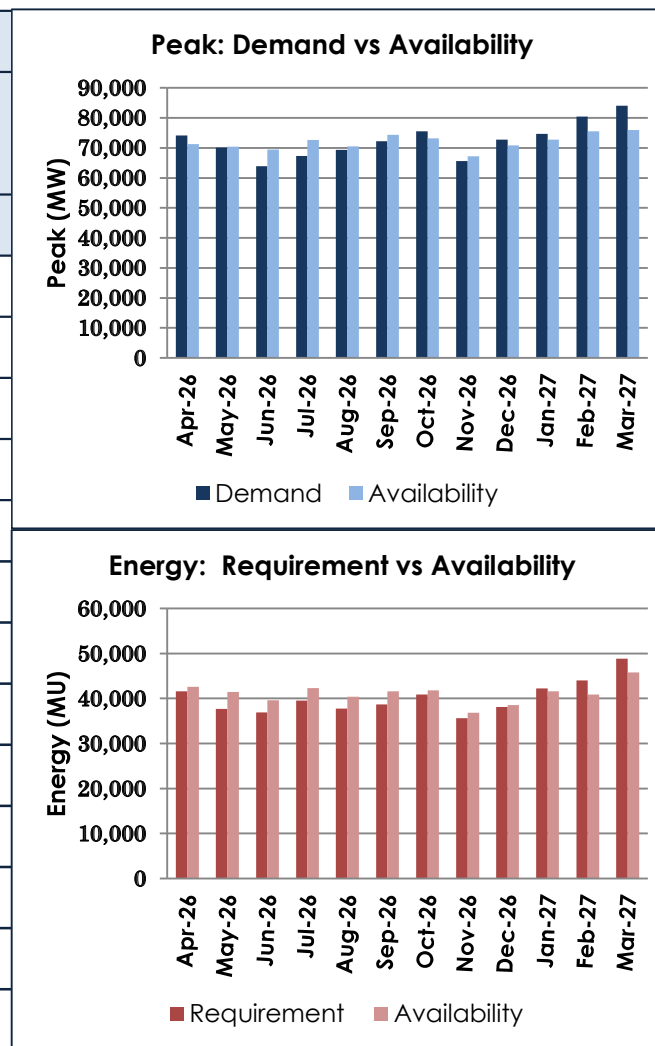 Peak: Demand vs Availability
90,000
80,000
70,000
60,000
50,000
40,000
30,000
20,000
10,000
0
Peak (MW)
Apr-26
May-26
Jun-26
Jul-26
Aug-26
Sep-26
Oct-26
Nov-26
Dec-26
Jan-27
Feb-27
Mar-27
Demand Availability
Energy: Requirement vs Availability
60,000
50,000
40,000
30,000
20,000
10,000
0
Energy (MU)
Apr-26
May-26
Jun-26
Jul-26
Aug-26
Sep-26
Oct-26
Nov-26
Dec-26
Jan-27
Feb-27
Mar-27
Requirement Availability